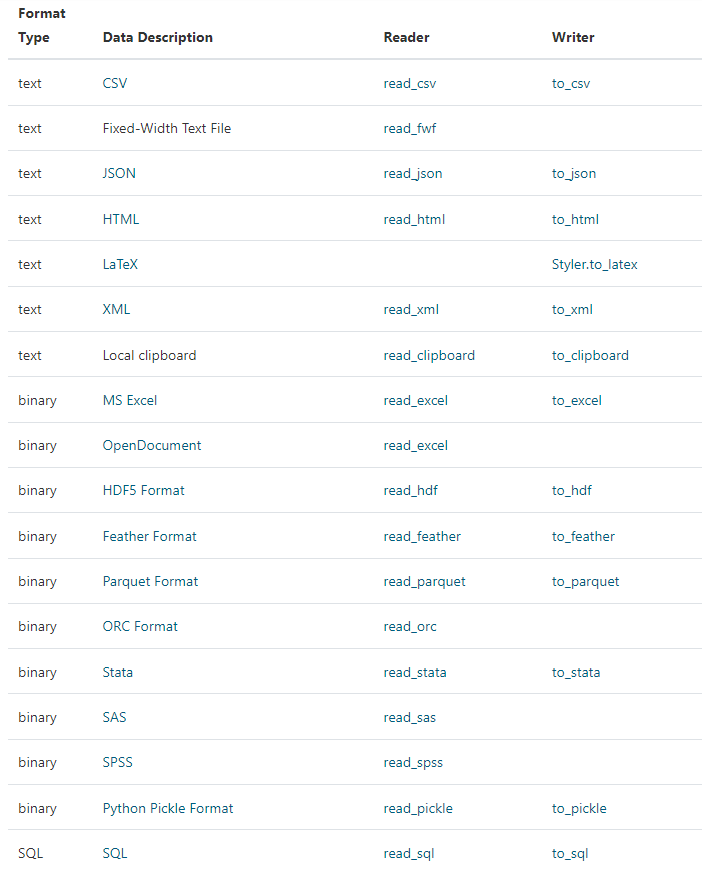 Format
Type Data Description Reader Writer
text CSV read_csv to_csv
text Fixed-Width Text File read_fwf
text JSON read_json to_json
text HTML read_html to_html
text LaTeX Styler.to_latex
text XML read_xml to_xml
text Local clipboard read_clipboard to_clipboard
binary MS Excel read_excel to_excel
binary OpenDocument read_excel
binary HDF5 Format read_hdf to_hdf
binary Feather Format read_feather to_feather
binary Parquet Format read_parquet to_parquet
binary ORC Format read_orc
binary Stata read_stata to_stata
binary SAS read_sas
binary SPSS read_spss
binary Python Pickle Format read_pickle to_pickle
SQL SQL read_sql to_sql